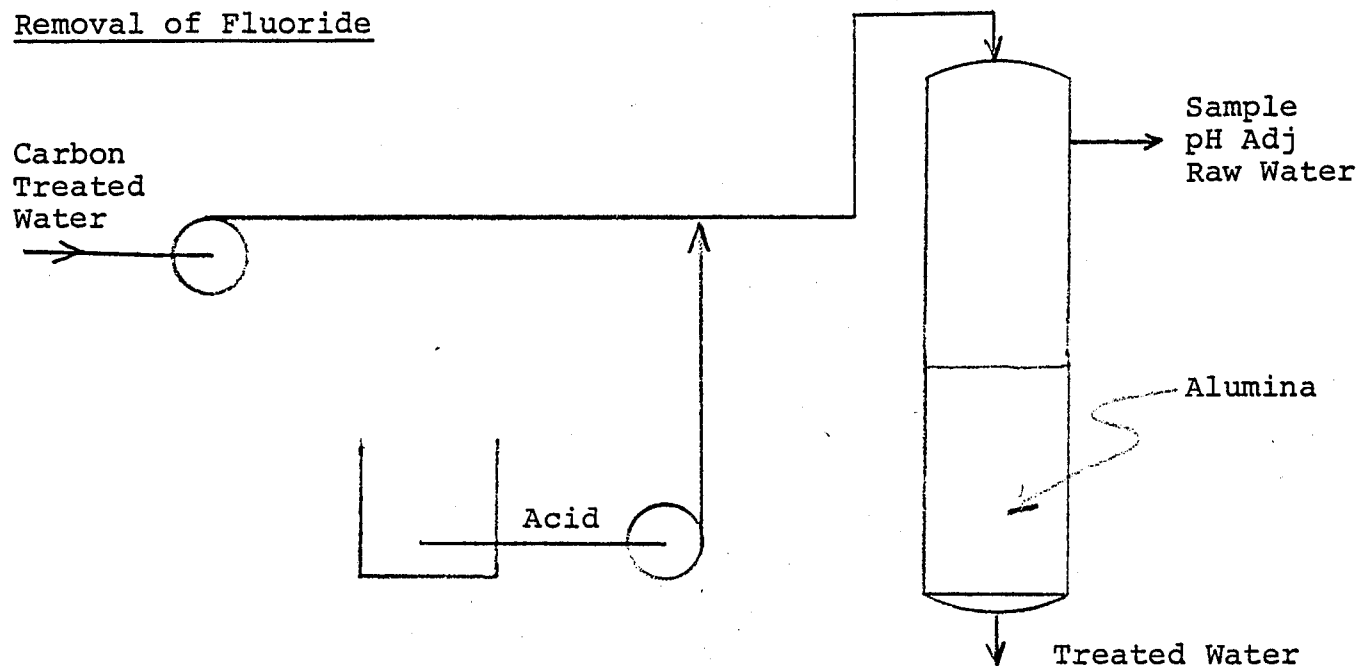 Removal of Fluoride
Carbon
Treated
Water
Sample
pH Adj
Raw Water
Alumina
Acid
Treated Water